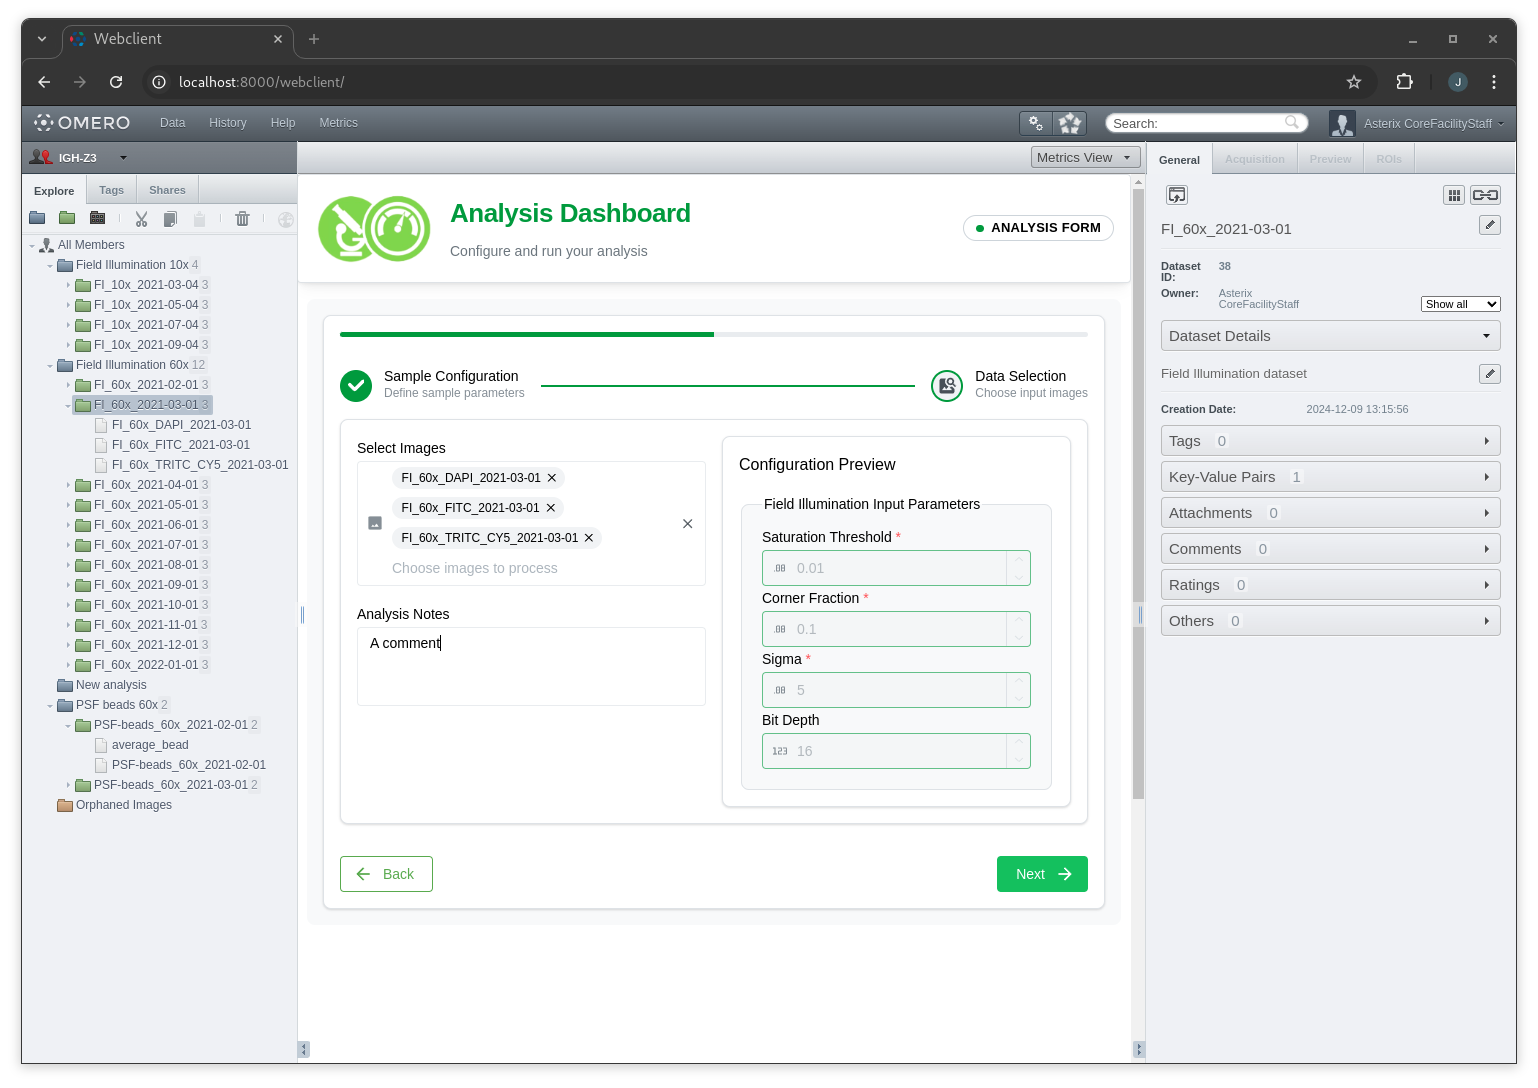 Webclient
localhost:8000/webclient/
J
OMERO
Data
History
Help
Metrics
Search:
Asterix CoreFacilityStaff
IGH-Z3
Metrics View
Explore
Tags
Shares
All Members
Field Illumination 10x 4
FI_10x_2021-03-04 3
FI_10x_2021-05-04 3
FI_10x_2021-07-04 3
FI_10x_2021-09-04 3
Field Illumination 60x 12
FI_60x_2021-02-01 3
FI_60x_2021-03-01 3
FI_60x_DAPI_2021-03-01
FI_60x_FITC_2021-03-01
FI_60x_TRITC_CY5_2021-03-01
FI_60x_2021-04-01 3
FI_60x_2021-05-01 3
FI_60x_2021-06-01 3
FI_60x_2021-07-01 3
FI_60x_2021-08-01 3
FI_60x_2021-09-01 3
FI_60x_2021-10-01 3
FI_60x_2021-11-01 3
FI_60x_2021-12-01 3
FI_60x_2022-01-01 3
New analysis
PSF beads 60x 2
PSF-beads_60x_2021-02-01 2
average_bead
PSF-beads_60x_2021-02-01
PSF-beads_60x_2021-03-01 2
Orphaned Images
Analysis Dashboard
Configure and run your analysis
ANALYSIS FORM
Sample Configuration
Define sample parameters
Data Selection
Choose input images
Select Images
FI_60x_DAPI_2021-03-01
FI_60x_FITC_2021-03-01
FI_60x_TRITC_CY5_2021-03-01
Choose images to process
Analysis Notes
A comment
Configuration Preview
Field Illumination Input Parameters
Saturation Threshold *
.00 0.01
Corner Fraction *
.00 0.1
Sigma *
.00 5
Bit Depth
123 16
Back
Next
General
Acquisition
Preview
ROIs
FI_60x_2021-03-01
Dataset ID: 38
Owner: Asterix CoreFacilityStaff
Show all
Dataset Details
Field Illumination dataset
Creation Date: 2024-12-09 13:15:56
Tags 0
Key-Value Pairs 1
Attachments 0
Comments 0
Ratings 0
Others 0